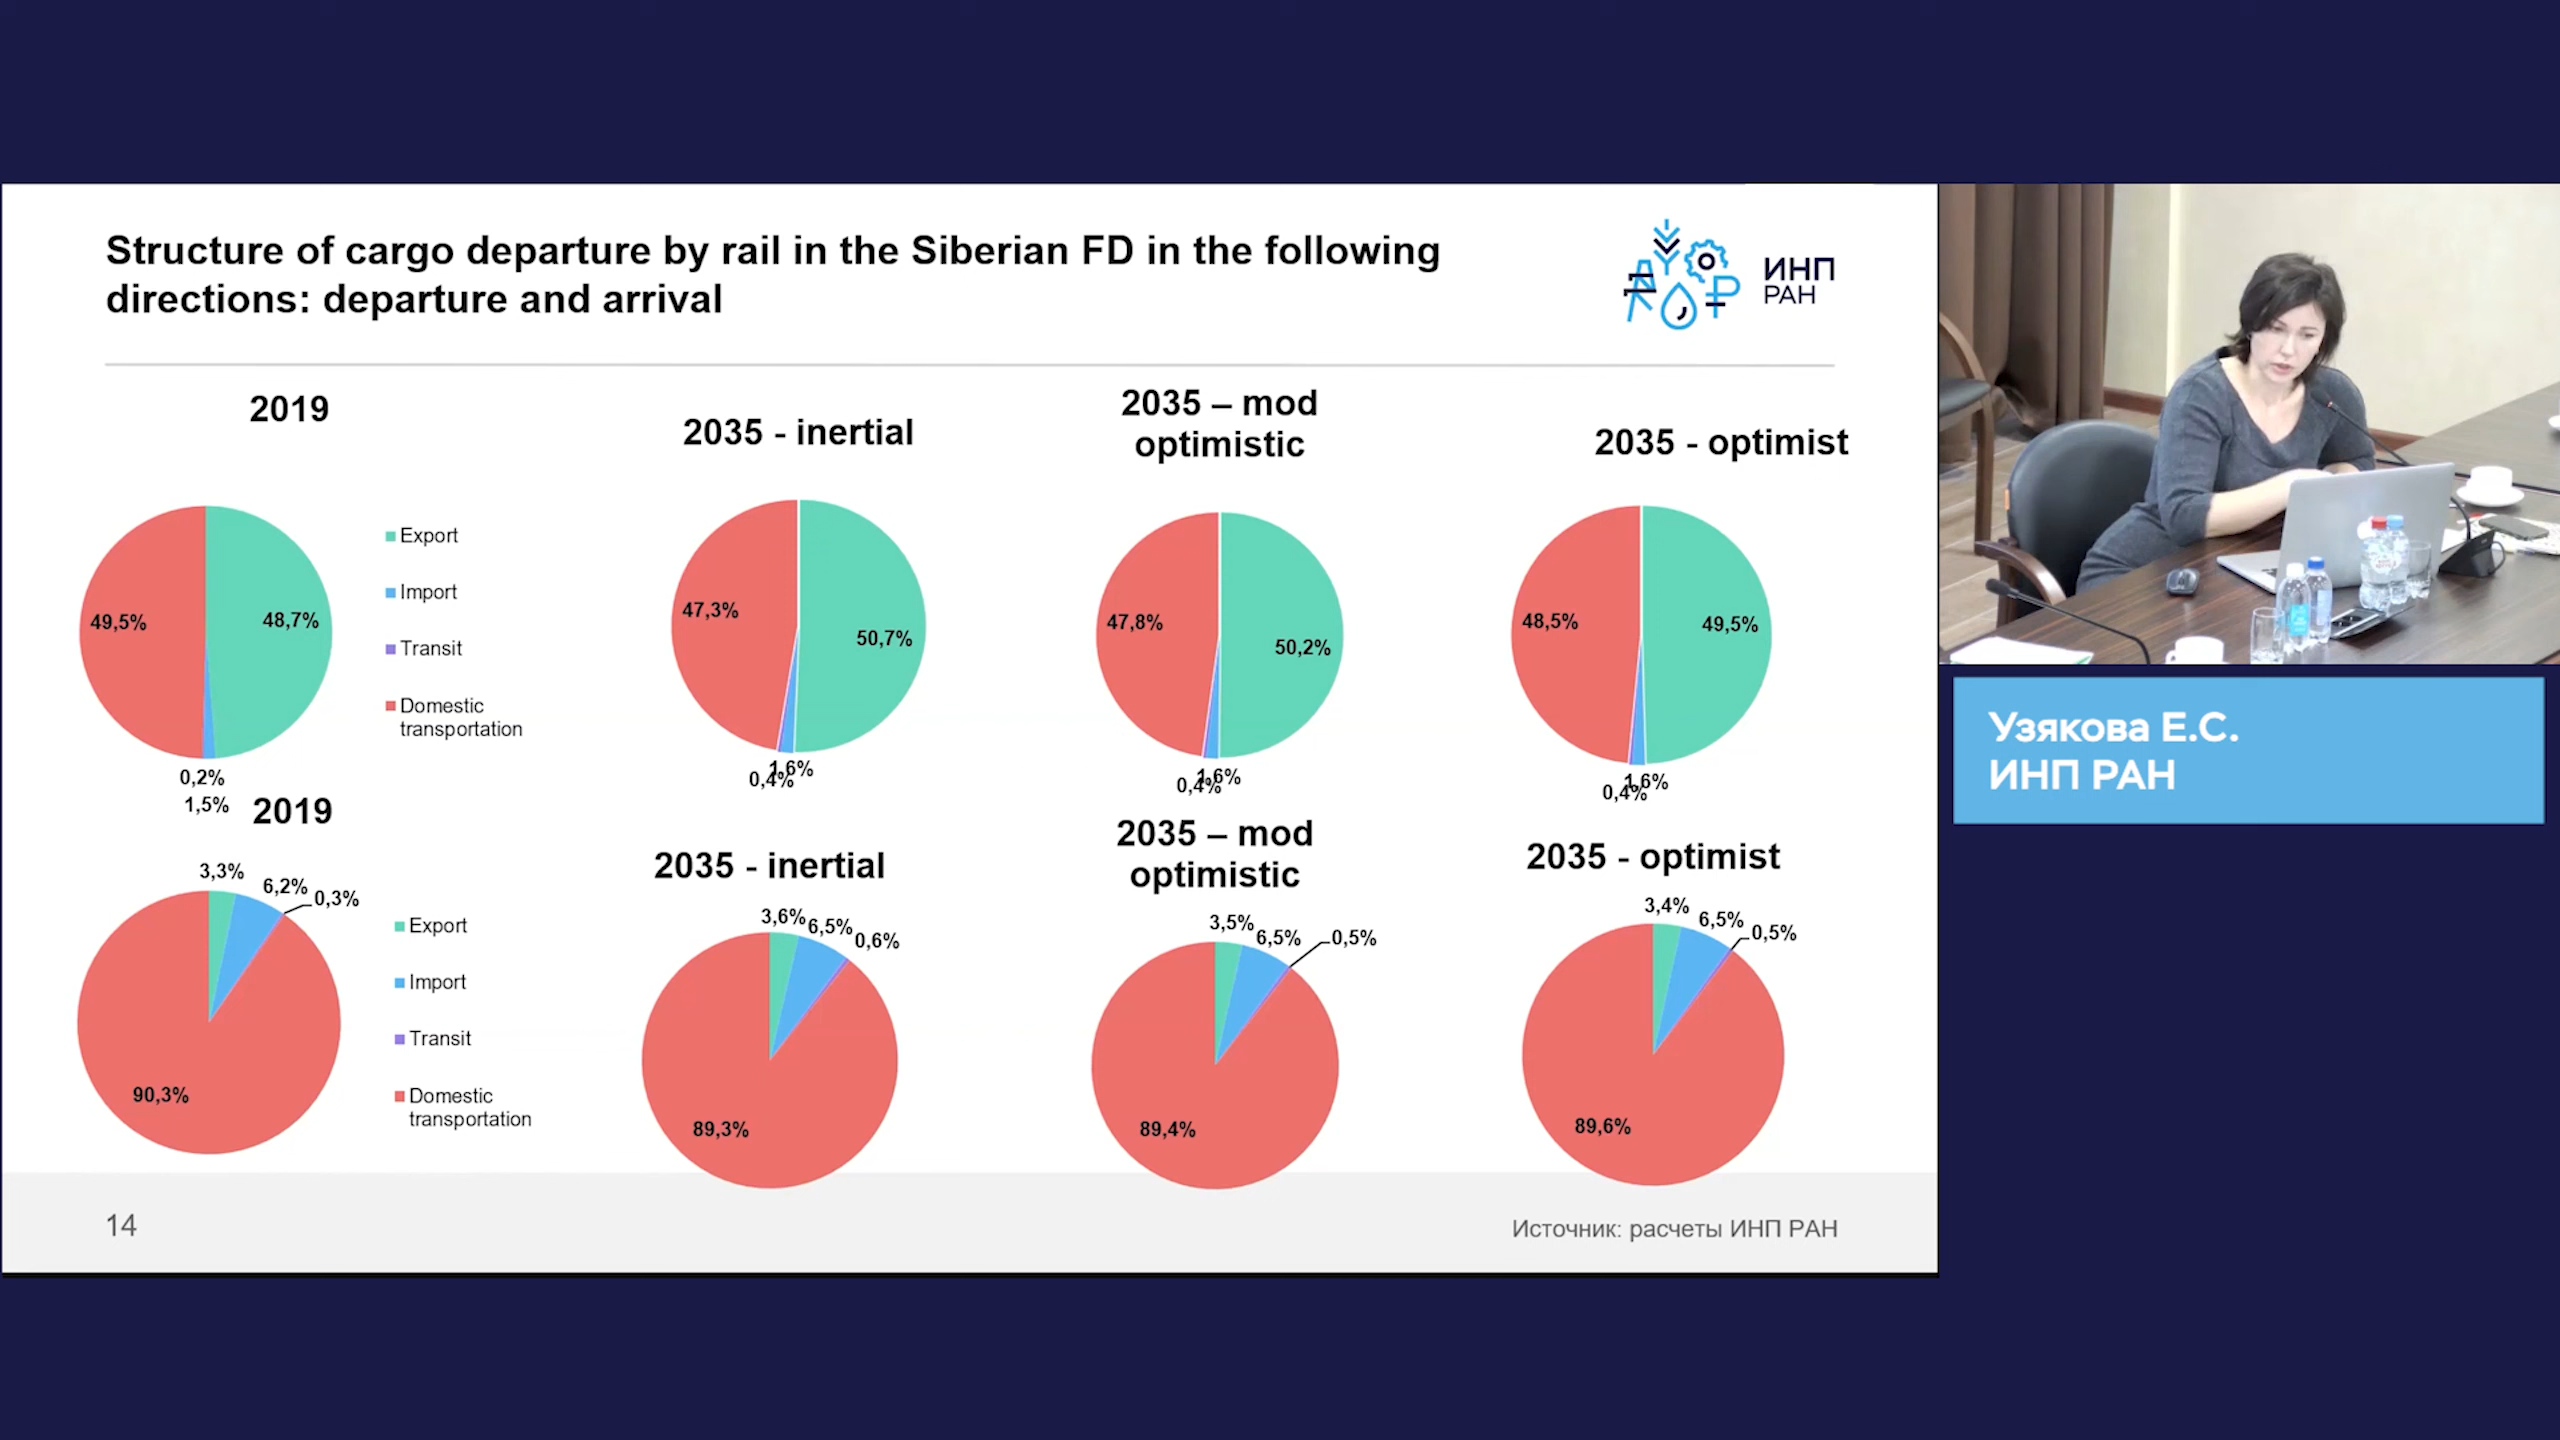 Structure of cargo departure by rail in the Siberian FD in the following
directions: departure and arrival
ИНП
РАН
2019
2035 - inertial
2035 – mod
optimistic
2035 - optimist
49,5%
48,7%
0,2%
1,5%
Export
Import
Transit
Domestic
transportation
47,3%
50,7%
0,4%
1,6%
47,8%
50,2%
0,4%
1,6%
48,5%
49,5%
0,4%
1,6%
2019
2035 - inertial
2035 – mod
optimistic
2035 - optimist
3,3%
6,2%
0,3%
90,3%
Export
Import
Transit
Domestic
transportation
3,6%
6,5%
0,6%
89,3%
3,5%
6,5%
0,5%
89,4%
3,4%
6,5%
0,5%
89,6%
14
Источник: расчеты ИНП РАН
Узякова Е.С.
ИНП РАН